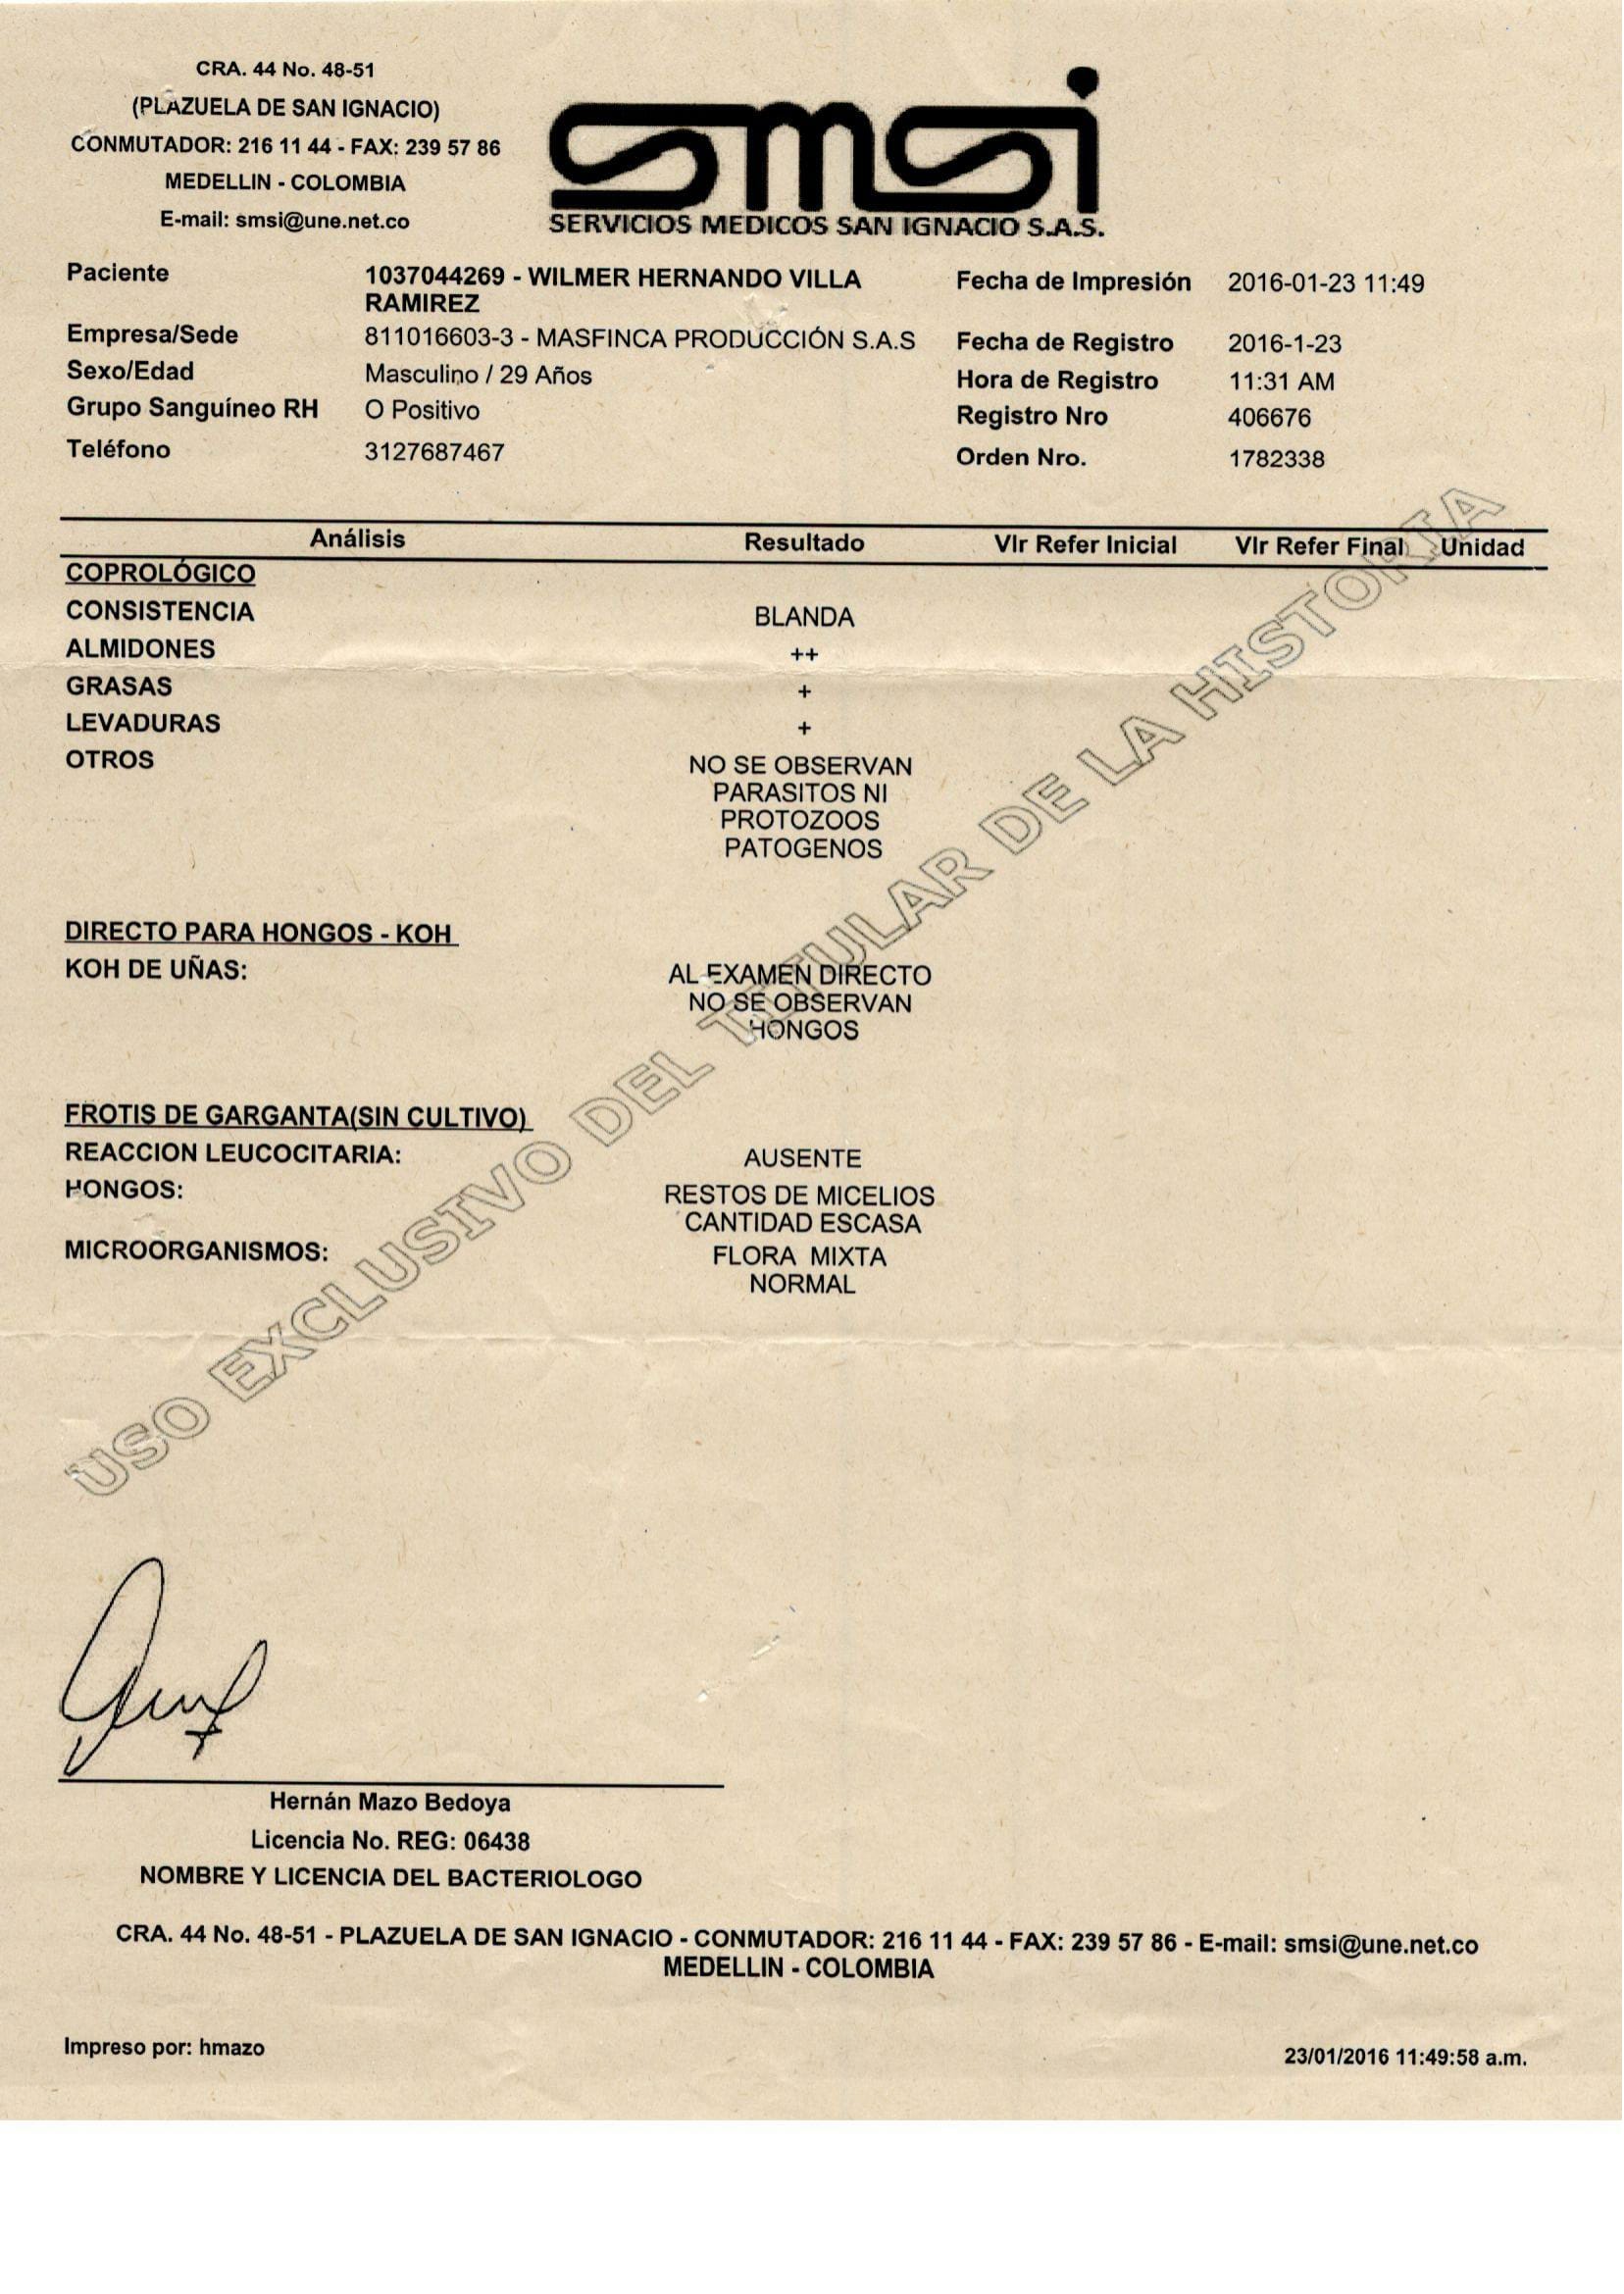 CRA. 44 No. 48-51
(PLAZUELA DE SAN IGNACIO)
CONMUTADOR: 216 11 44 - FAX: 239 57 86
MEDELLIN - COLOMBIA
E-mail: smsi@une.net.co
smsi
SERVICIOS MEDICOS SAN IGNACIO S.A.S.
Paciente 1037044269 - WILMER HERNANDO VILLA Fecha de Impresión 2016-01-23 11:49
RAMIREZ
Empresa/Sede 811016603-3 - MASFINCA PRODUCCIÓN S.A.S Fecha de Registro 2016-1-23
Sexo/Edad Masculino / 29 Años Hora de Registro 11:31 AM
Grupo Sanguíneo RH O Positivo Registro Nro 406676
Teléfono 3127687467 Orden Nro. 1782338
Análisis Resultado Vlr Refer Inicial Vlr Refer Final Unidad
COPROLÓGICO
CONSISTENCIA BLANDA
ALMIDONES ++
GRASAS +
LEVADURAS +
OTROS NO SE OBSERVAN
PARASITOS NI
PROTOZOOS
PATOGENOS
DIRECTO PARA HONGOS - KOH
KOH DE UÑAS: AL EXAMEN DIRECTO
NO SE OBSERVAN
HONGOS
FROTIS DE GARGANTA(SIN CULTIVO)
REACCION LEUCOCITARIA: AUSENTE
HONGOS: RESTOS DE MICELIOS
CANTIDAD ESCASA
MICROORGANISMOS: FLORA MIXTA
NORMAL
USO EXCLUSIVO DEL TITULAR DE LA HISTORIA
Hernán Mazo Bedoya
Licencia No. REG: 06438
NOMBRE Y LICENCIA DEL BACTERIOLOGO
CRA. 44 No. 48-51 - PLAZUELA DE SAN IGNACIO - CONMUTADOR: 216 11 44 - FAX: 239 57 86 - E-mail: smsi@une.net.co
MEDELLIN - COLOMBIA
Impreso por: hmazo 23/01/2016 11:49:58 a.m.